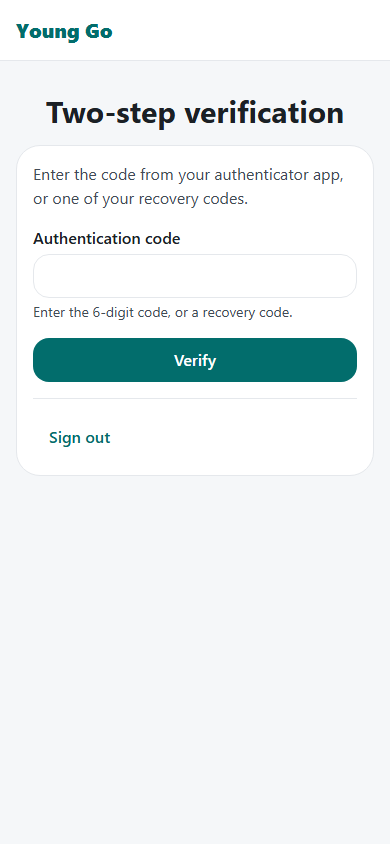 Young Go
Two-step verification
Enter the code from your authenticator app,
or one of your recovery codes.
Authentication code
Enter the 6-digit code, or a recovery code.
Verify
Sign out